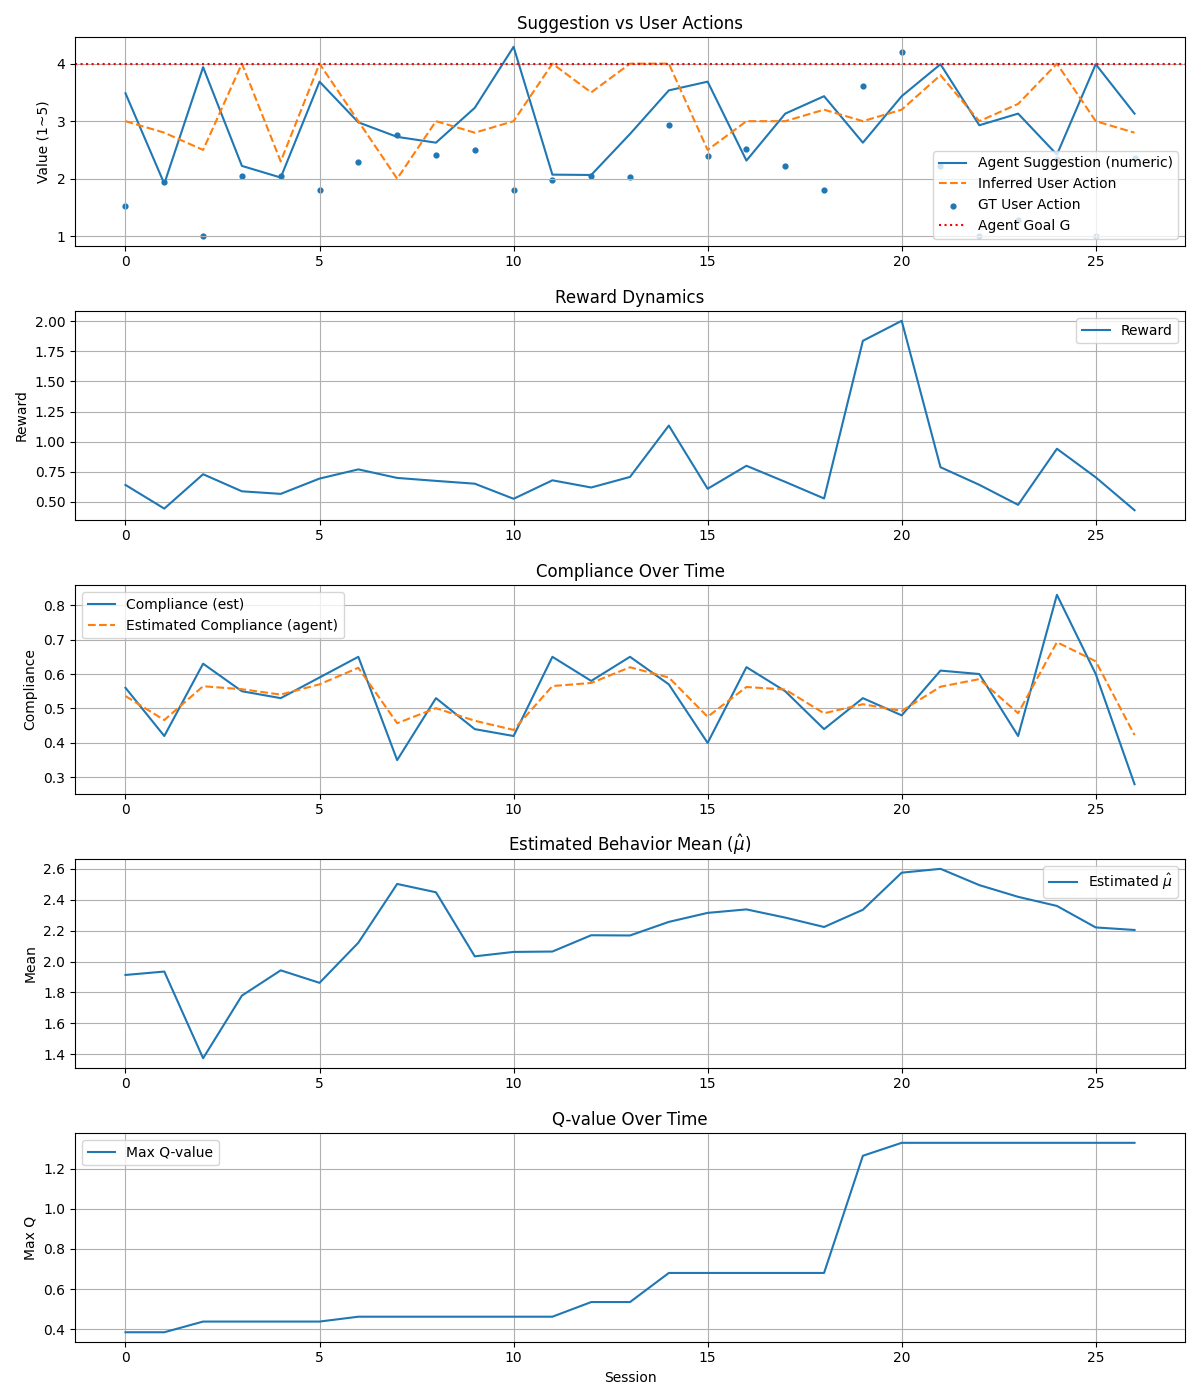 Suggestion vs User Actions
Value (1~5)
4
3
2
1
Agent Suggestion (numeric)
Inferred User Action
GT User Action
Agent Goal G
0 5 10 15 20 25
Reward Dynamics
Reward
2.00
1.75
1.50
1.25
1.00
0.75
0.50
Reward
0 5 10 15 20 25
Compliance Over Time
Compliance
0.8
0.7
0.6
0.5
0.4
0.3
Compliance (est)
Estimated Compliance (agent)
0 5 10 15 20 25
Estimated Behavior Mean (μ̂)
Mean
2.6
2.4
2.2
2.0
1.8
1.6
1.4
Estimated μ̂
0 5 10 15 20 25
Q-value Over Time
Max Q
1.2
1.0
0.8
0.6
0.4
Max Q-value
0 5 10 15 20 25
Session